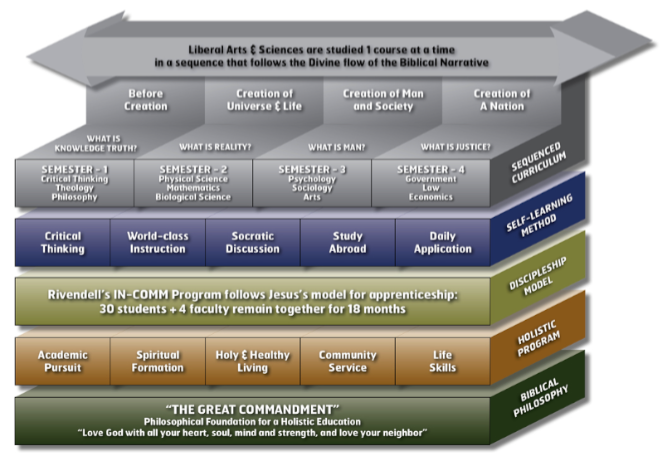 Liberal Arts & Sciences are studied 1 course at a time
in a sequence that follows the Divine flow of the Biblical Narrative
Before
Creation
Creation of
Universe & Life
Creation of Man
and Society
Creation of
A Nation
WHAT IS
KNOWLEDGE TRUTH?
WHAT IS REALITY?
WHAT IS MAN?
WHAT IS JUSTICE?
SEMESTER - 1
Critical Thinking
Theology
Philosophy
SEMESTER - 2
Physical Science
Mathematics
Biological Science
SEMESTER - 3
Psychology
Sociology
Arts
SEMESTER - 4
Government
Law
Economics
SEQUENCED
CURRICULUM
Critical
Thinking
World-class
Instruction
Socratic
Discussion
Study
Abroad
Daily
Application
SELF-LEARNING
METHOD
Rivendell's IN-COMM Program follows Jesus's model for apprenticeship:
30 students + 4 faculty remain together for 18 months
DISCIPLESHIP
MODEL
Academic
Pursuit
Spiritual
Formation
Holy & Healthy
Living
Community
Service
Life
Skills
HOLISTIC
PROGRAM
"THE GREAT COMMANDMENT"
Philosophical Foundation for a Holistic Education
"Love God with all your heart, soul, mind and strength, and love your neighbor"
BIBLICAL
PHILOSOPHY